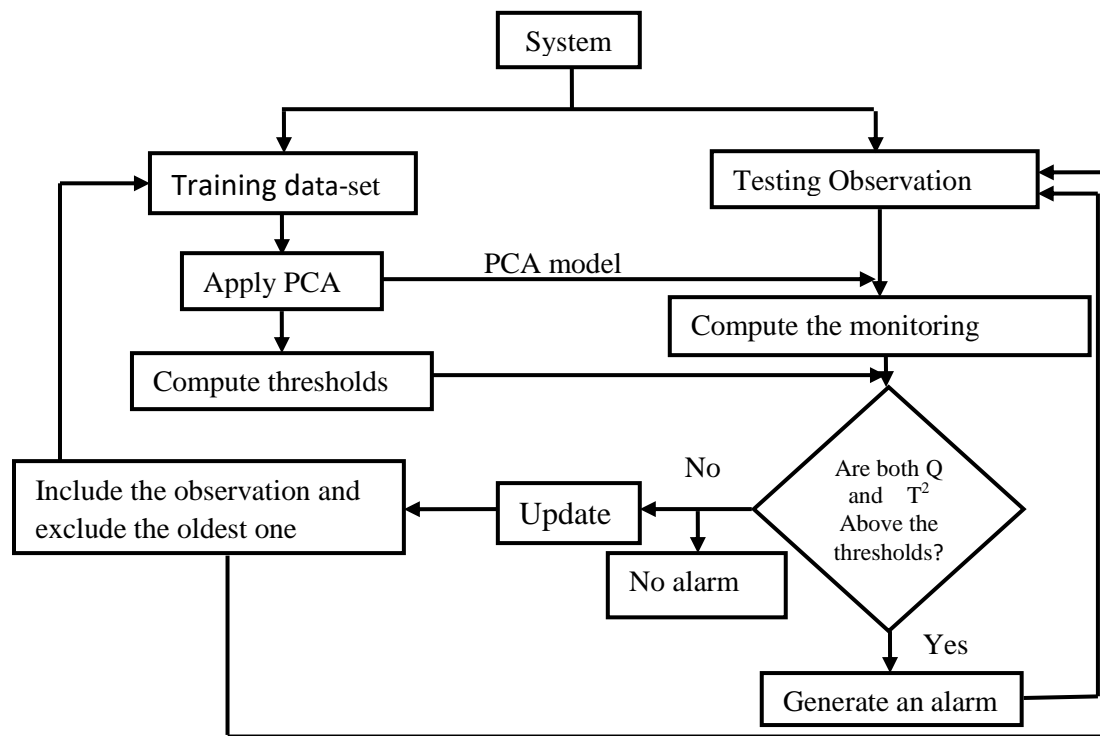 System
Training data-set
Testing Observation
Apply PCA
PCA model
Compute the monitoring
Compute thresholds
Are both Q
and T²
Above the
thresholds?
No
Include the observation and
exclude the oldest one
Update
No alarm
Yes
Generate an alarm